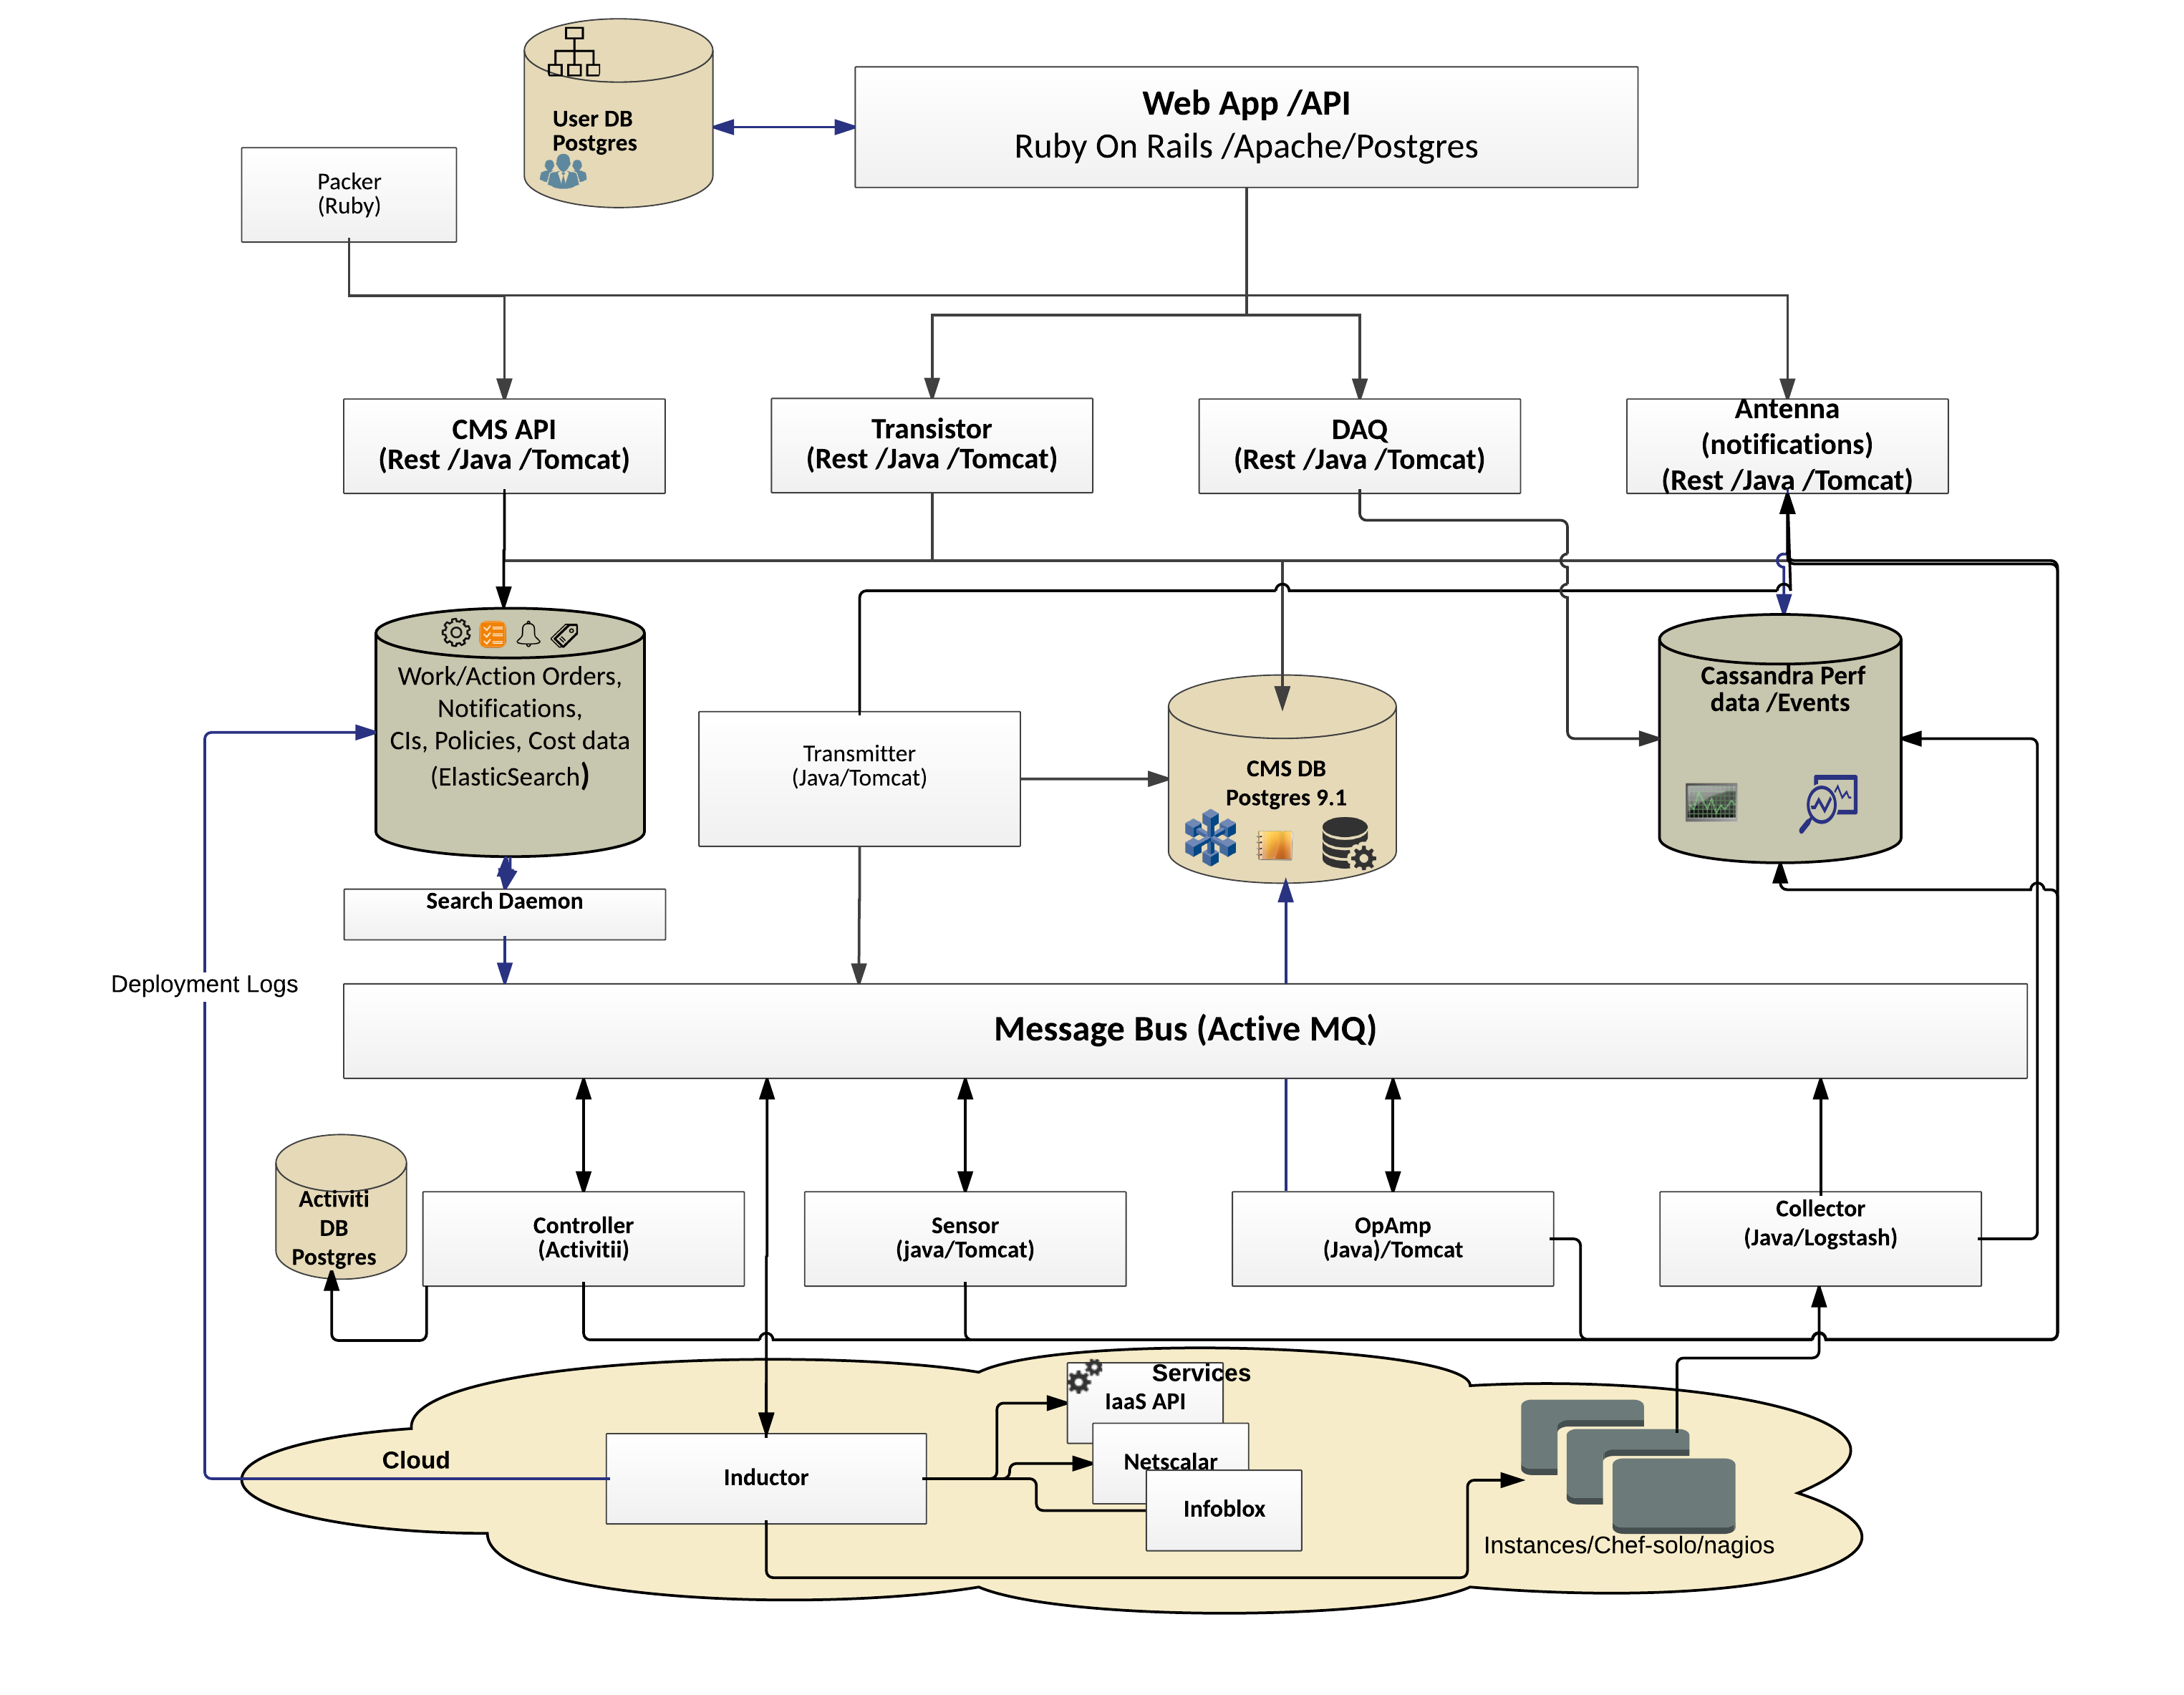 User DB
Postgres
Web App /API
Ruby On Rails /Apache/Postgres
Packer
(Ruby)
CMS API
(Rest /Java /Tomcat)
Transistor
(Rest /Java /Tomcat)
DAQ
(Rest /Java /Tomcat)
Antenna
(notifications)
(Rest /Java /Tomcat)
Work/Action Orders,
Notifications,
CIs, Policies, Cost data
(ElasticSearch)
Transmitter
(Java/Tomcat)
CMS DB
Postgres 9.1
Cassandra Perf
data /Events
Search Daemon
Deployment Logs
Message Bus (Active MQ)
Activiti
DB
Postgres
Controller
(Activitii)
Sensor
(java/Tomcat)
OpAmp
(Java)/Tomcat
Collector
(Java/Logstash)
Services
IaaS API
Cloud
Inductor
Netscalar
Infoblox
Instances/Chef-solo/nagios